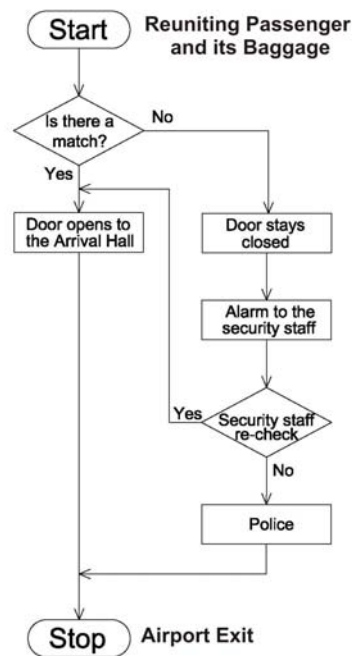 Start
Reuniting Passenger
and its Baggage
Is there a
match?
No
Yes
Door opens to
the Arrival Hall
Door stays
closed
Alarm to the
security staff
Yes
Security staff
re-check
No
Police
Stop
Airport Exit